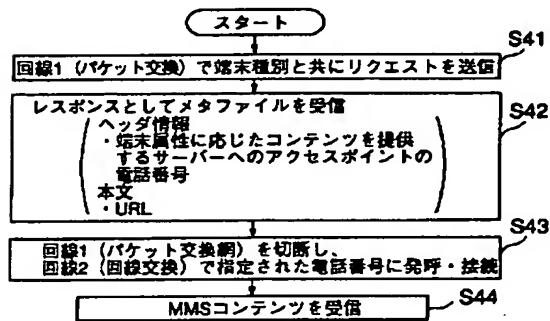 スタート
S41
回線1（パケット交換）で端末種別と共にリクエストを送信
S42
レスポンスとしてメタファイルを受信
ヘッダ情報
・端末属性に応じたコンテンツを提供
するサーバーへのアクセスポイントの
電話番号
本文
・URL
S43
回線1（パケット交換網）を切断し、
回線2（回線交換）で指定された電話番号に発呼・接続
S44
MMSコンテンツを受信